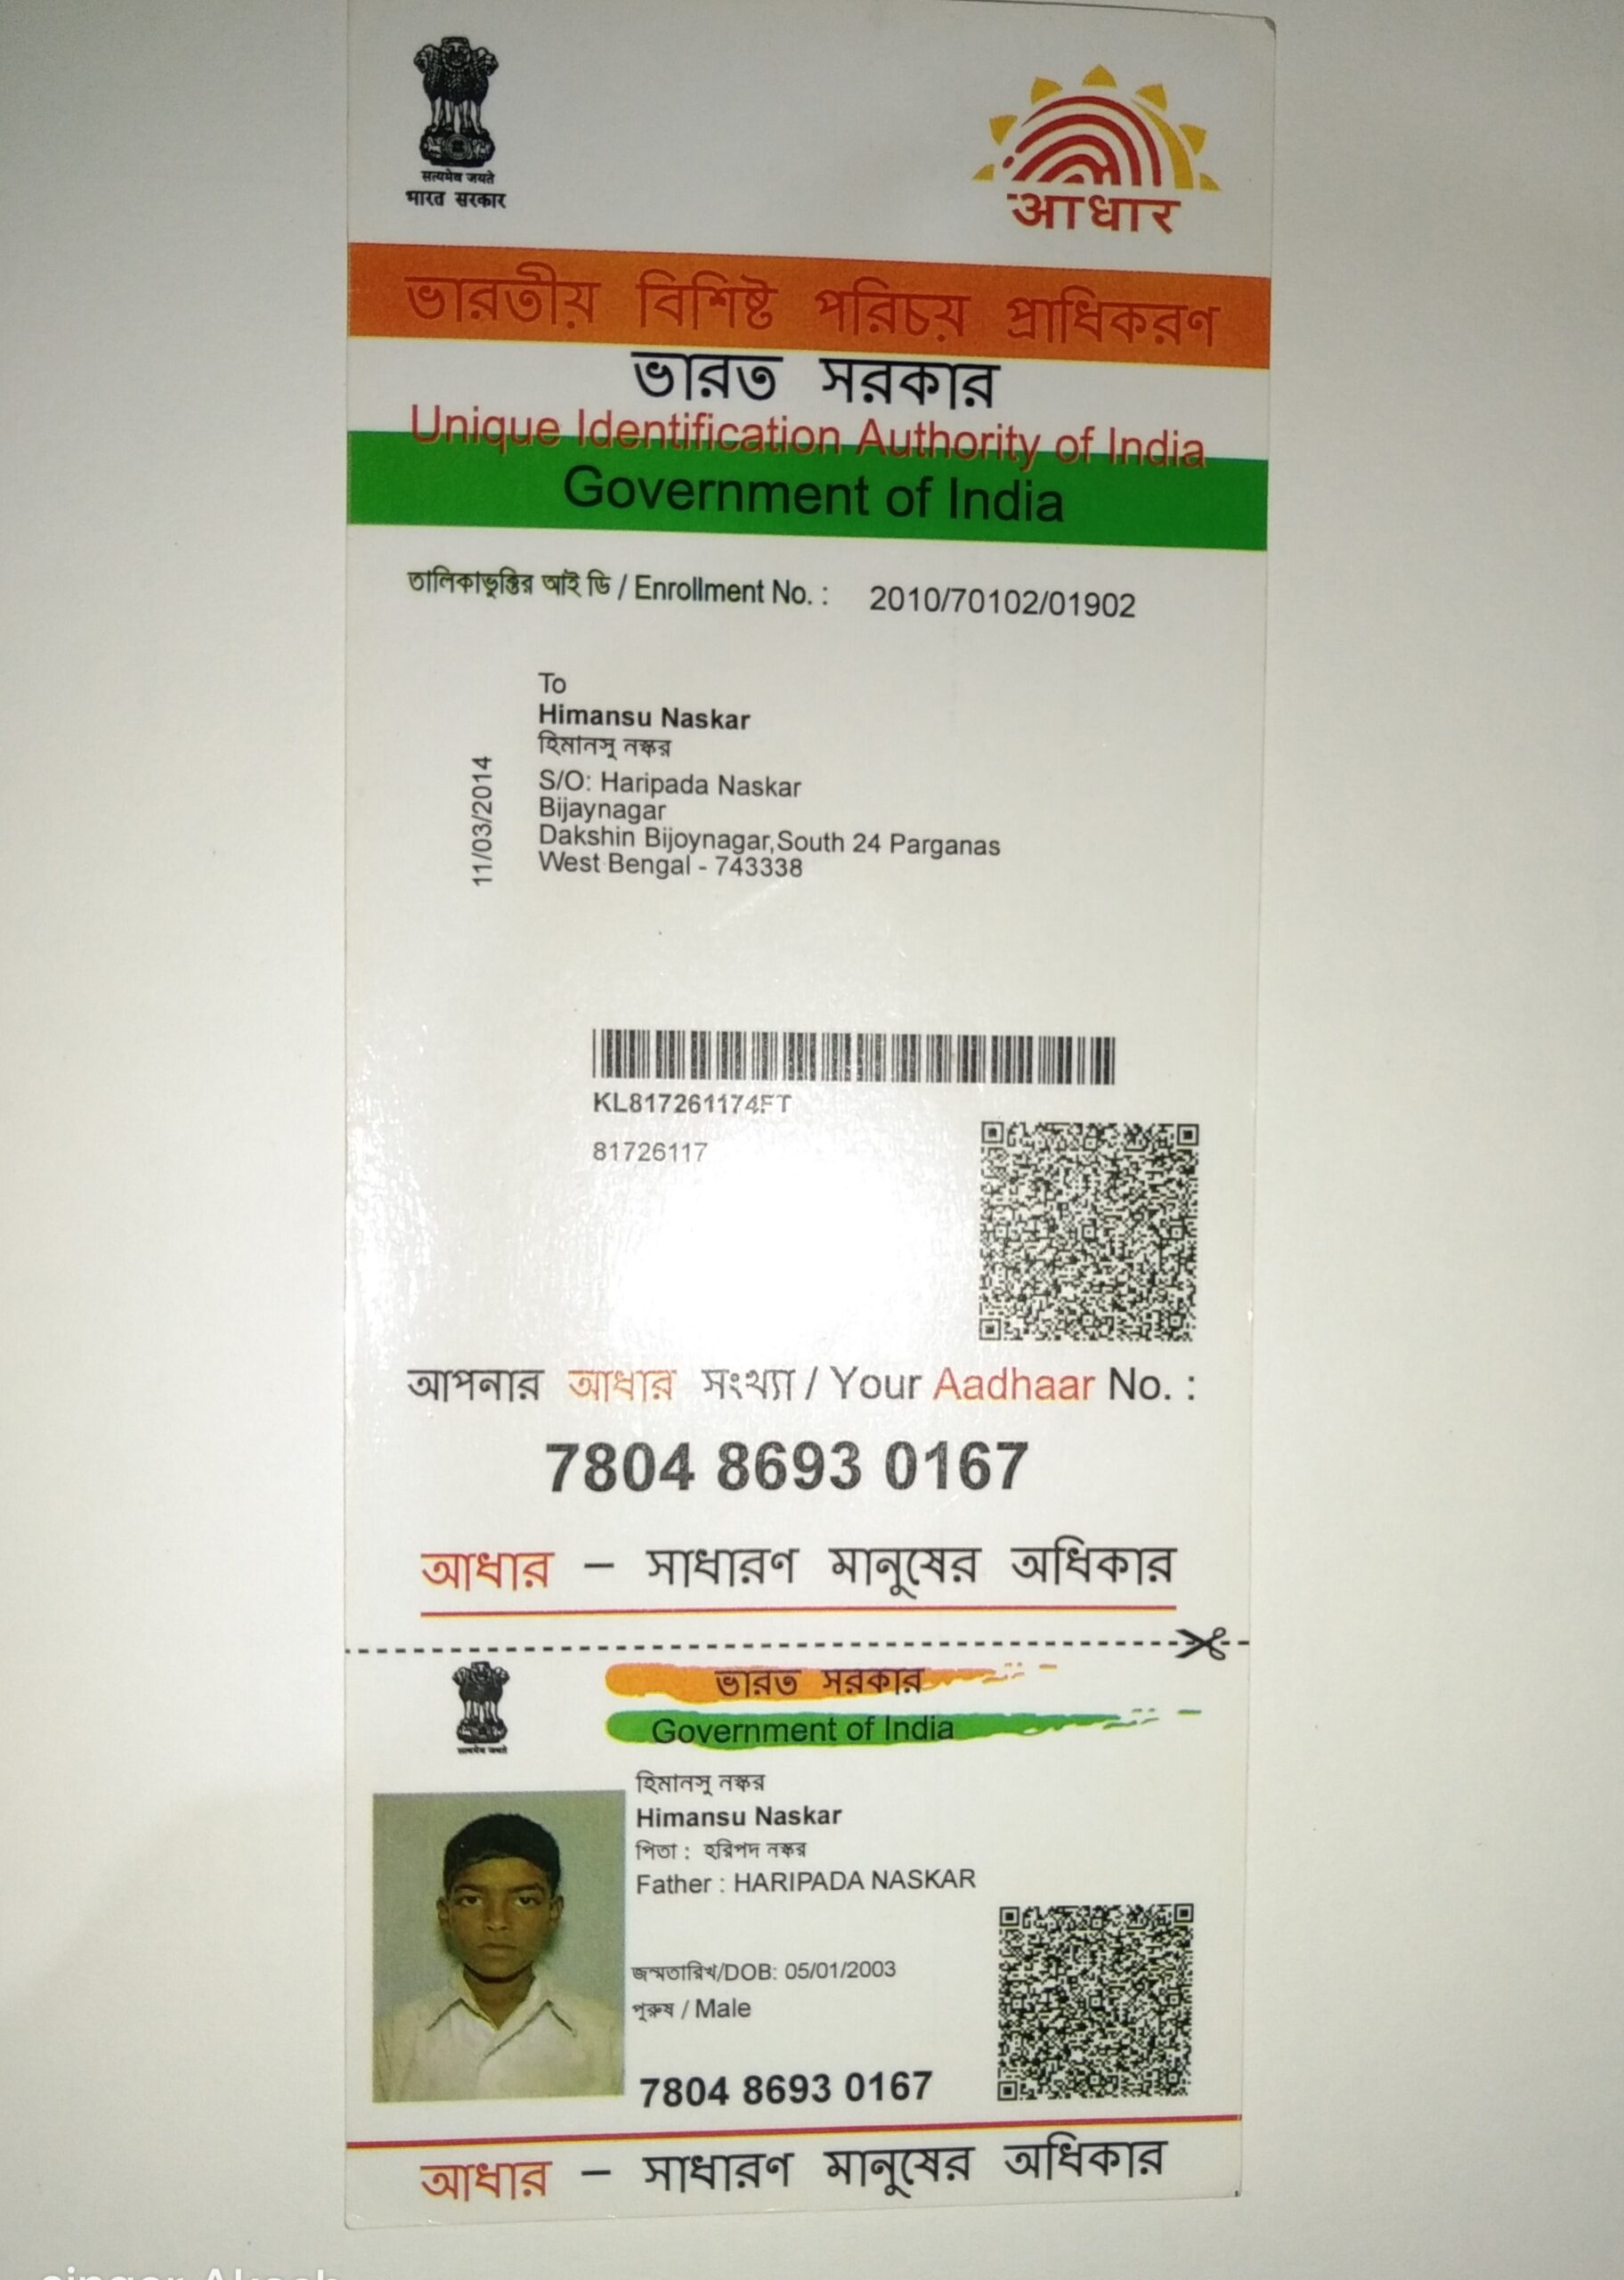 सत्यमेव जयते
भारत सरकार
आधार
ভারতীয় বিশিষ্ট পরিচয় প্রাধিকরণ
ভারত সরকার
Unique Identification Authority of India
Government of India
তালিকাভুক্তির আই ডি / Enrollment No. : 2010/70102/01902
To
Himansu Naskar
হিমানসু নস্কর
S/O: Haripada Naskar
Bijaynagar
Dakshin Bijoynagar,South 24 Parganas
West Bengal - 743338
11/03/2014
KL817261174FT
81726117
আপনার আধার সংখ্যা / Your Aadhaar No. :
7804 8693 0167
আধার – সাধারণ মানুষের অধিকার
ভারত সরকার
Government of India
सत्यमेव जयते
হিমানসু নস্কর
Himansu Naskar
পিতা : হরিপদ নস্কর
Father : HARIPADA NASKAR
জন্মতারিখ/DOB: 05/01/2003
পুরুষ / Male
7804 8693 0167
আধার – সাধারণ মানুষের অধিকার